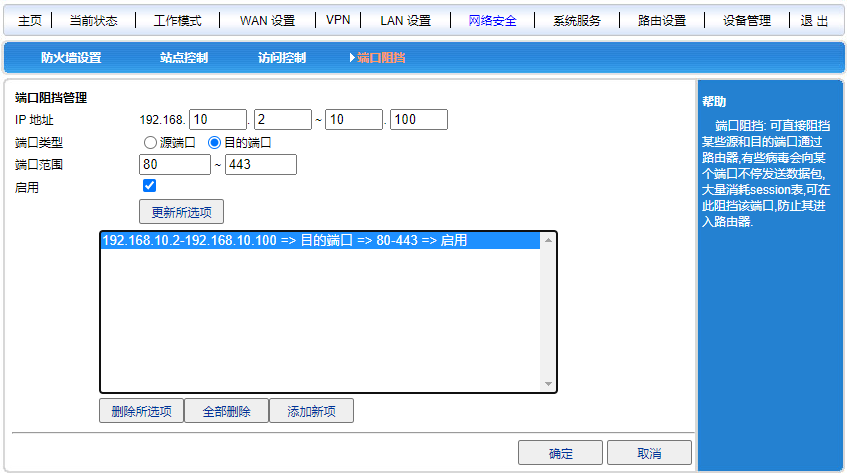 主页 当前状态 工作模式 WAN 设置 VPN LAN 设置 网络安全 系统服务 路由设置 设备管理 退 出
防火墙设置 站点控制 访问控制 端口阻挡
端口阻挡管理
IP 地址 192.168. 10 . 2 ~ 10 . 100
端口类型 源端口 目的端口
端口范围 80 ~ 443
启用
更新所选项
192.168.10.2-192.168.10.100 => 目的端口 => 80-443 => 启用
删除所选项 全部删除 添加新项
确定 取消
帮助
端口阻挡: 可直接阻挡
某些源和目的端口通过
路由器,有些病毒会向某
个端口不停发送数据包,
大量消耗session表,可在
此阻挡该端口,防止其进
入路由器.